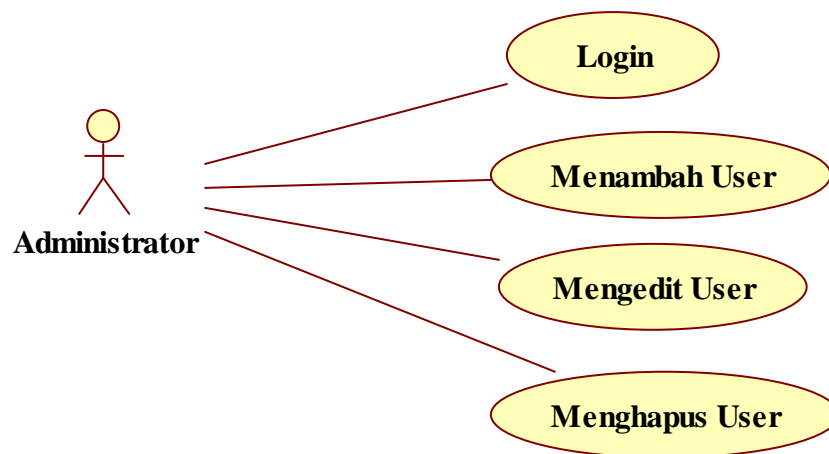 Login
Menambah User
Administrator
Mengedit User
Menghapus User